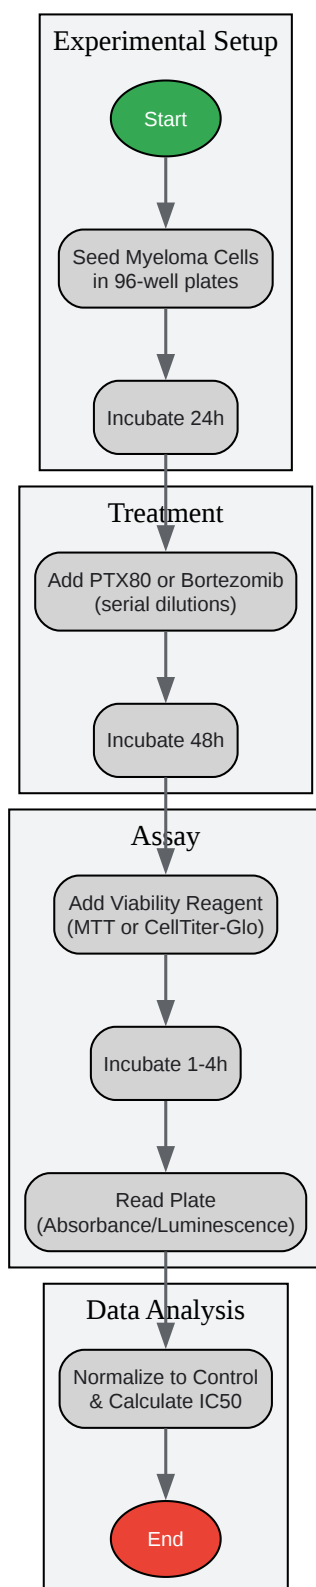 Experimental Setup
Start
Seed Myeloma Cells
in 96-well plates
Incubate 24h
Treatment
Add PTX80 or Bortezomib
(serial dilutions)
Incubate 48h
Assay
Add Viability Reagent
(MTT or CellTiter-Glo)
Incubate 1-4h
Read Plate
(Absorbance/Luminescence)
Data Analysis
Normalize to Control
& Calculate IC50
End